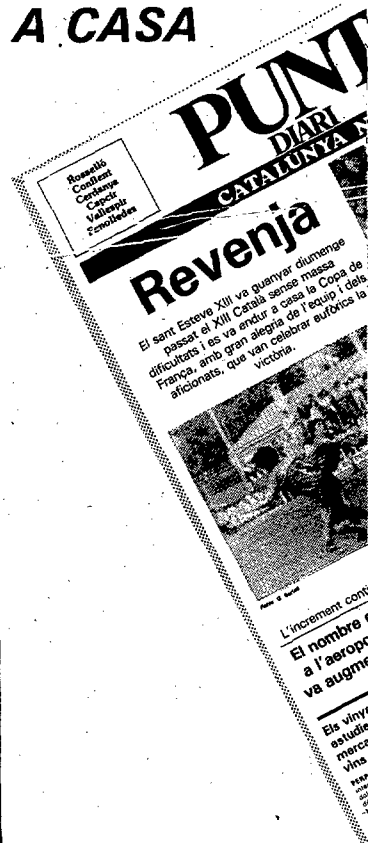 A CASA
PUNT
DIARI
CATALUNYA N
Rosselló
Conflent
Cerdanya
Capcir
Vallespir
Fenolledes
Revenja
El sant Esteve XIII va guanyar diumenge
passat el XIII Català sense massa
dificultats i es va endur a casa la Copa de
França, amb gran alegria de l'equip i dels
aficionats, que van celebrar eufòrics la
victòria.
L'increment conti
El nombre
a l'aeropo
va augme
Els vinye
estudie
merca
vins